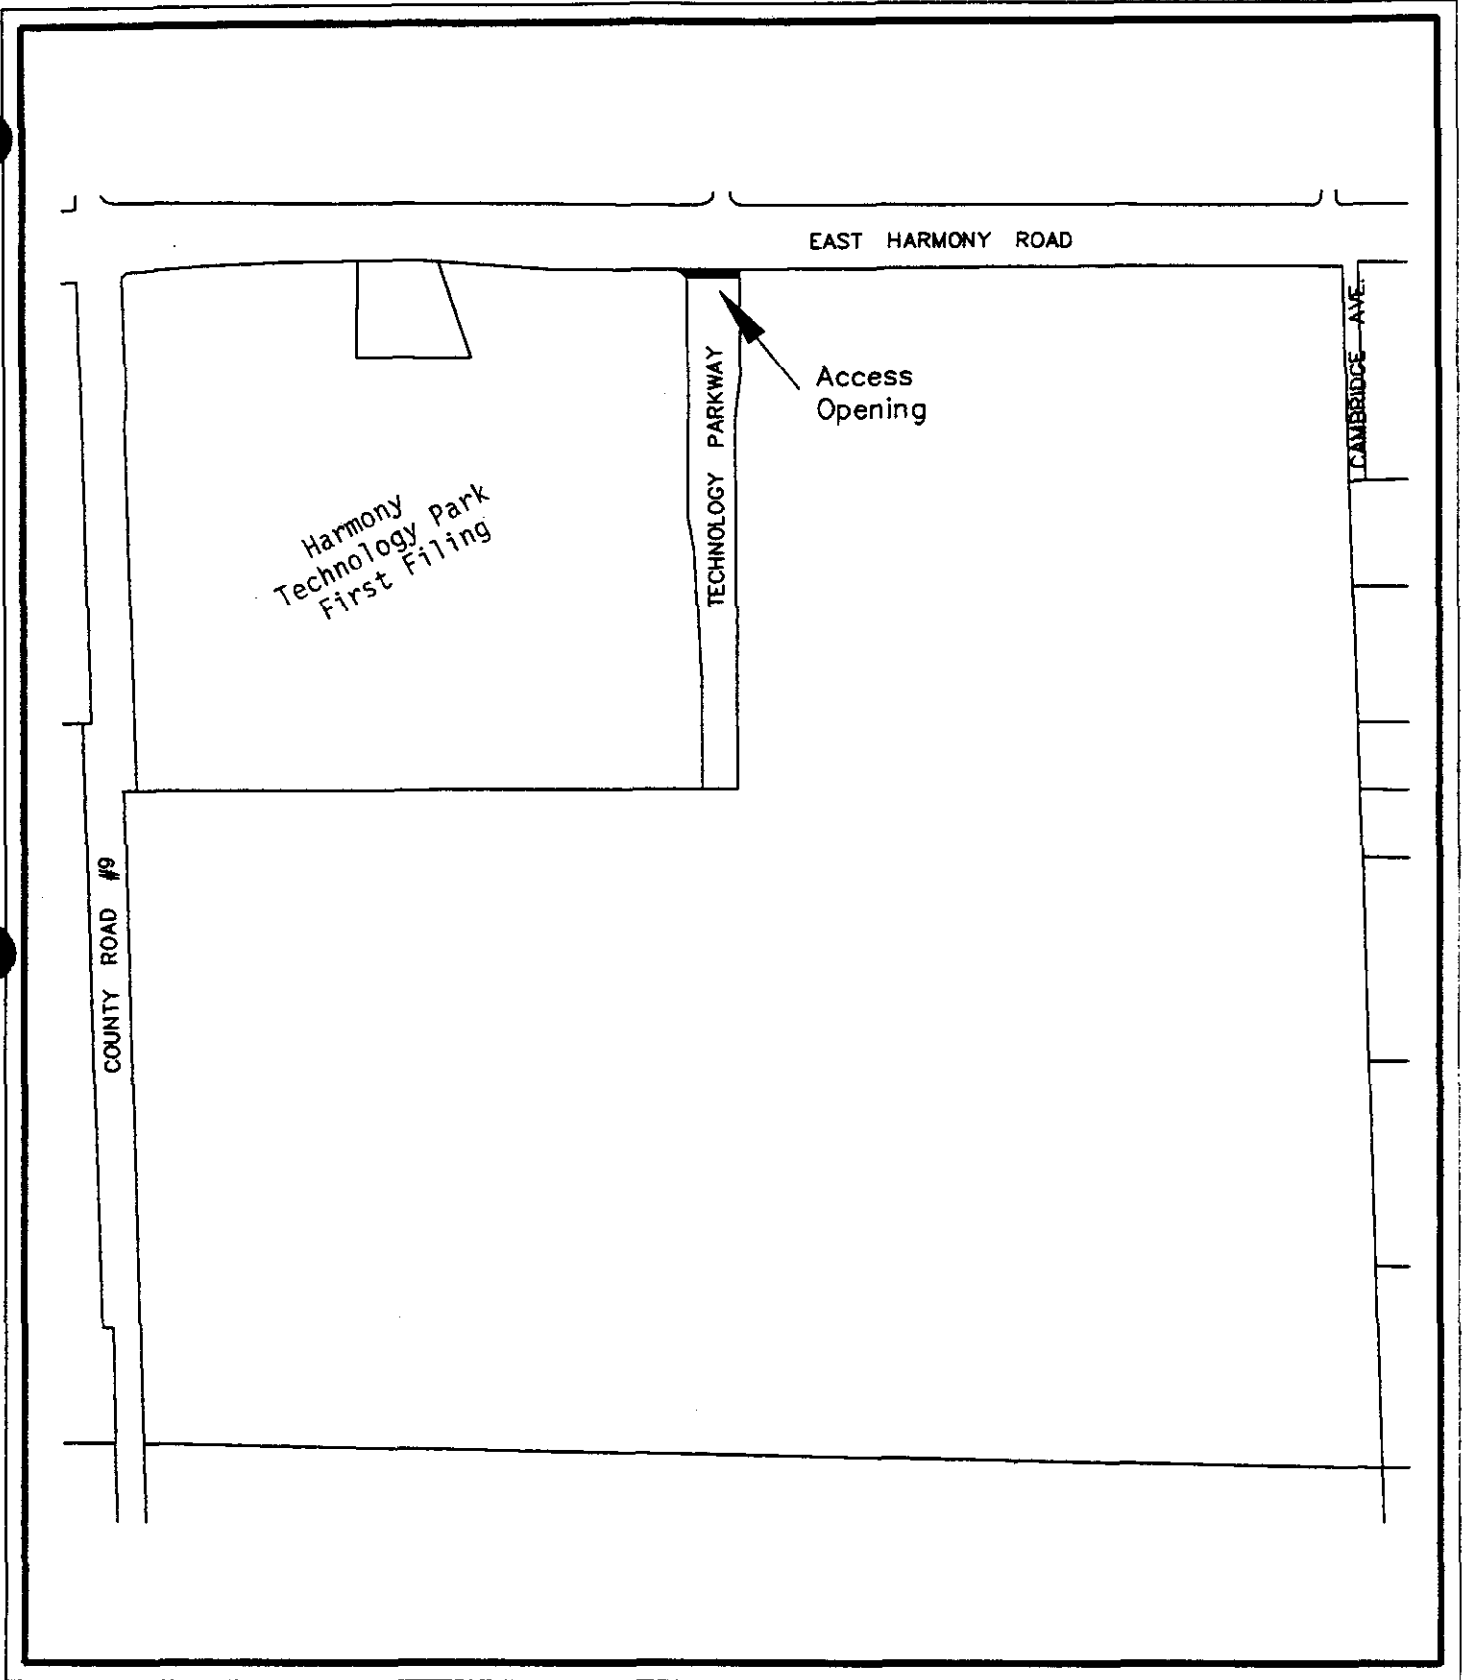 EAST HARMONY ROAD
CAMBRIDGE AVE.
Access
Opening
TECHNOLOGY PARKWAY
Harmony
Technology Park
First Filing
COUNTY ROAD #9